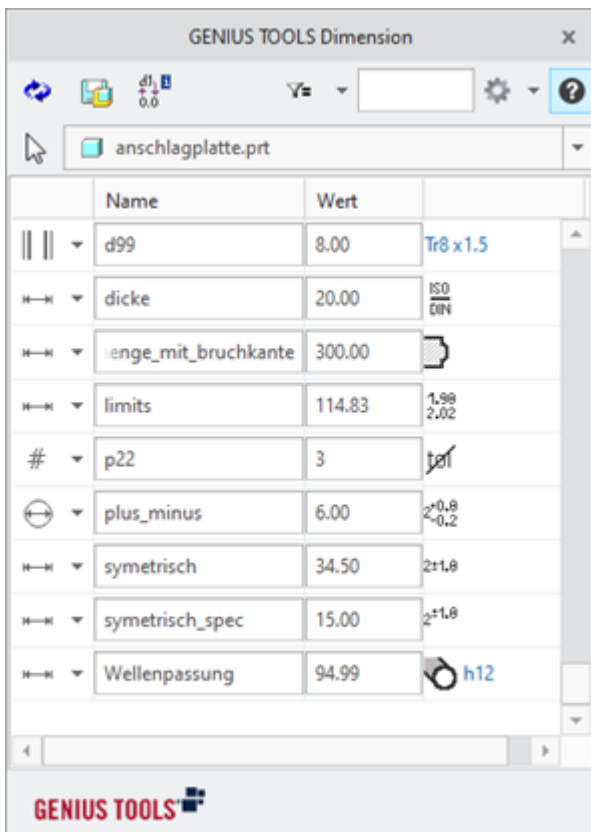 GENIUS TOOLS Dimension
anschlagplatte.prt
Name Wert
d99 8.00 Tr8 x1.5
dicke 20.00 ISO DIN
enge_mit_bruchkante 300.00
limits 114.83 1.98 2.02
# p22 3 tol
plus_minus 6.00 2+0.8 -0.2
symetrisch 34.50 2±1.8
symetrisch_spec 15.00 2±1.8
Wellenpassung 94.99 h12
GENIUS TOOLS